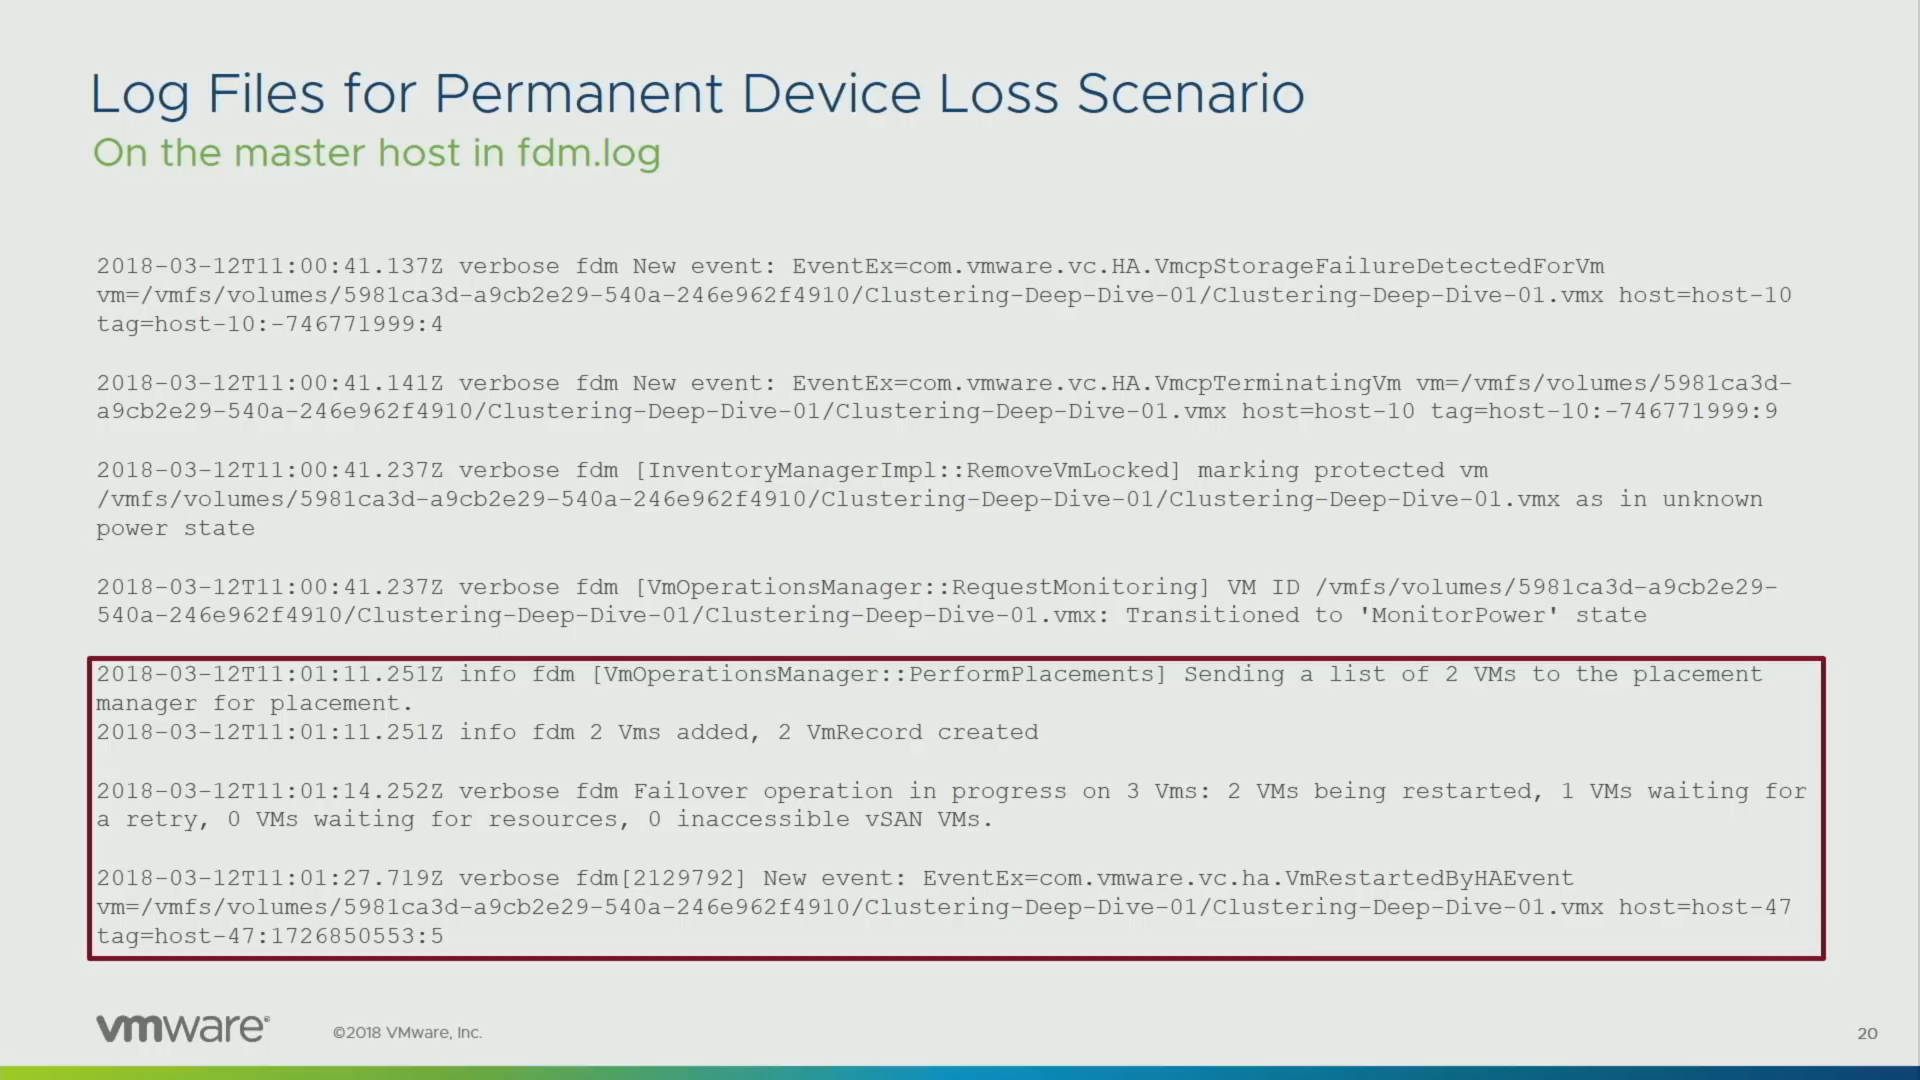 Log Files for Permanent Device Loss Scenario
On the master host in fdm.log
2018-03-12T11:00:41.137Z verbose fdm New event: EventEx=com.vmware.vc.HA.VmcpStorageFailureDetectedForVm
vm=/vmfs/volumes/5981ca3d-a9cb2e29-540a-246e962f4910/Clustering-Deep-Dive-01/Clustering-Deep-Dive-01.vmx host=host-10
tag=host-10:-746771999:4
2018-03-12T11:00:41.141Z verbose fdm New event: EventEx=com.vmware.vc.HA.VmcpTerminatingVm vm=/vmfs/volumes/5981ca3d-
a9cb2e29-540a-246e962f4910/Clustering-Deep-Dive-01/Clustering-Deep-Dive-01.vmx host=host-10 tag=host-10:-746771999:9
2018-03-12T11:00:41.237Z verbose fdm [InventoryManagerImpl::RemoveVmLocked] marking protected vm
/vmfs/volumes/5981ca3d-a9cb2e29-540a-246e962f4910/Clustering-Deep-Dive-01/Clustering-Deep-Dive-01.vmx as in unknown
power state
2018-03-12T11:00:41.237Z verbose fdm [VmOperationsManager::RequestMonitoring] VM ID /vmfs/volumes/5981ca3d-a9cb2e29-
540a-246e962f4910/Clustering-Deep-Dive-01/Clustering-Deep-Dive-01.vmx: Transitioned to 'MonitorPower' state
2018-03-12T11:01:11.251Z info fdm [VmOperationsManager::PerformPlacements] Sending a list of 2 VMs to the placement
manager for placement.
2018-03-12T11:01:11.251Z info fdm 2 Vms added, 2 VmRecord created
2018-03-12T11:01:14.252Z verbose fdm Failover operation in progress on 3 Vms: 2 VMs being restarted, 1 VMs waiting for
a retry, 0 VMs waiting for resources, 0 inaccessible vSAN VMs.
2018-03-12T11:01:27.719Z verbose fdm[2129792] New event: EventEx=com.vmware.vc.ha.VmRestartedByHAEvent
vm=/vmfs/volumes/5981ca3d-a9cb2e29-540a-246e962f4910/Clustering-Deep-Dive-01/Clustering-Deep-Dive-01.vmx host=host-47
tag=host-47:1726850553:5
vmware®
©2018 VMware, Inc.
20